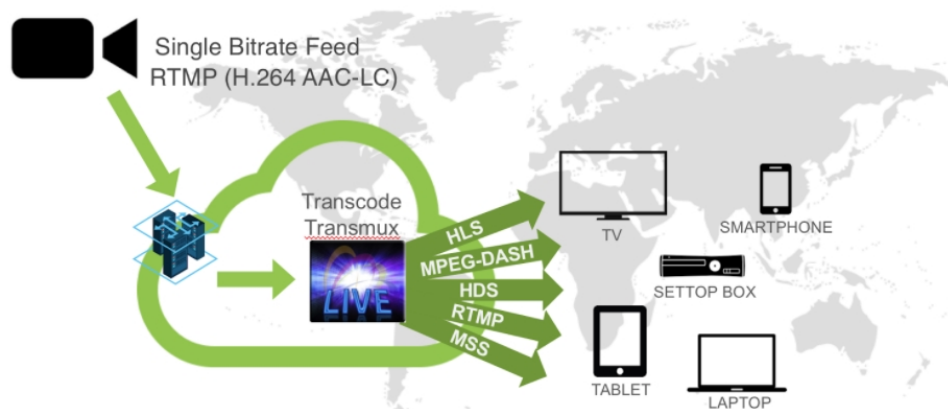 Single Bitrate Feed
RTMP (H.264 AAC-LC)
Transcode
Transmux
LIVE
HLS
MPEG-DASH
HDS
RTMP
MSS
TV
SMARTPHONE
SETTOP BOX
TABLET
LAPTOP